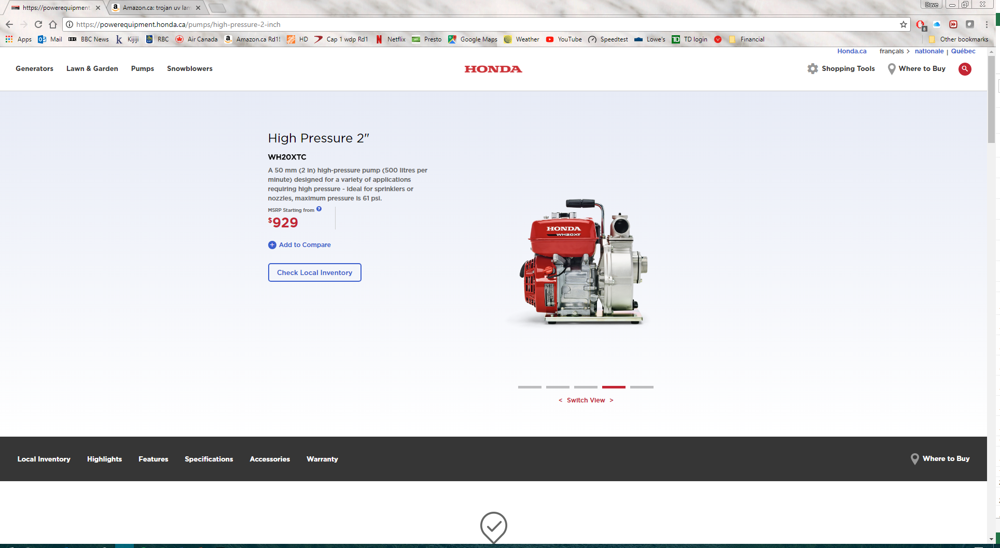 https://powerequipment
Amazon.ca: trojan uv lam
Dave
https://powerequipment.honda.ca/pumps/high-pressure-2-inch
8
Apps Mail BBC BBC News k Kijiji RBC Air Canada a Amazon.ca Rd1! HD Cap 1 wdp Rd1 N Netflix Presto Google Maps Weather YouTube Speedtest Lowe's TD TD login Financial Other bookmarks
Honda.ca français > nationale | Québec
Generators Lawn & Garden Pumps Snowblowers HONDA Shopping Tools Where to Buy
High Pressure 2"
WH20XTC
A 50 mm (2 in) high-pressure pump (500 litres per
minute) designed for a variety of applications
requiring high pressure - ideal for sprinklers or
nozzles, maximum pressure is 61 psi.
MSRP Starting from ?
$929
+ Add to Compare
Check Local Inventory
HONDA
WH20XT
< Switch View >
Local Inventory Highlights Features Specifications Accessories Warranty Where to Buy